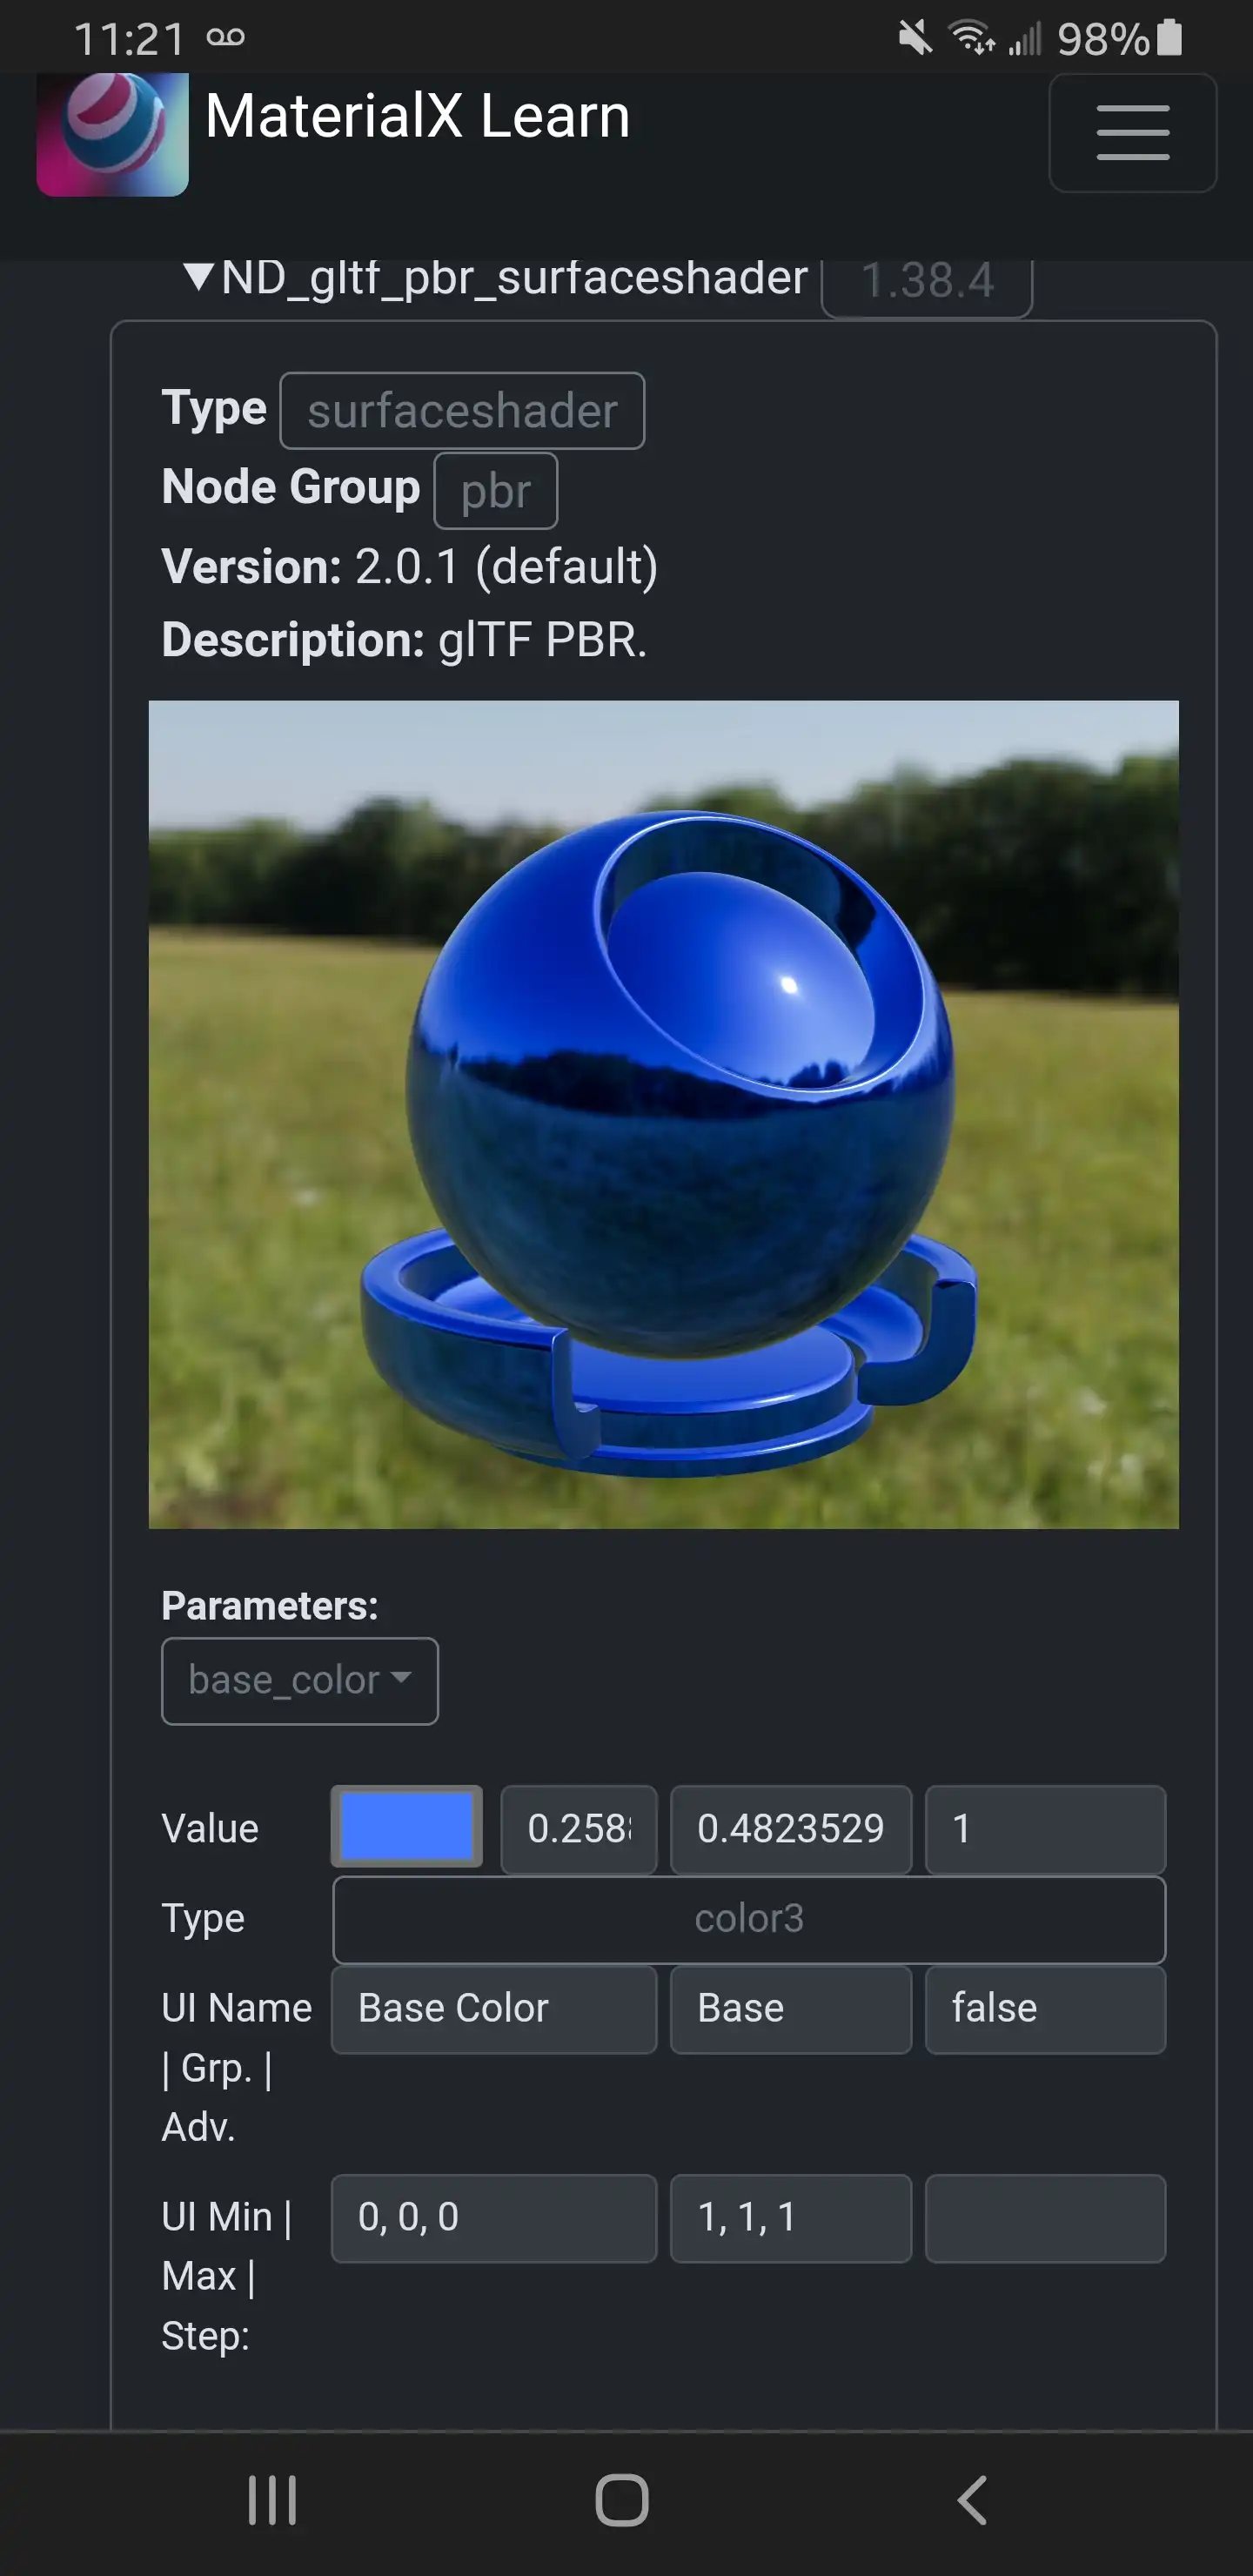 11:21 98%
MaterialX Learn
▼ND_gltf_pbr_surfaceshader 1.38.4
Type surfaceshader
Node Group pbr
Version: 2.0.1 (default)
Description: glTF PBR.
Parameters:
base_color
Value 0.258 0.4823529 1
Type color3
UI Name | Grp. | Adv. Base Color Base false
UI Min | Max | Step: 0, 0, 0 1, 1, 1